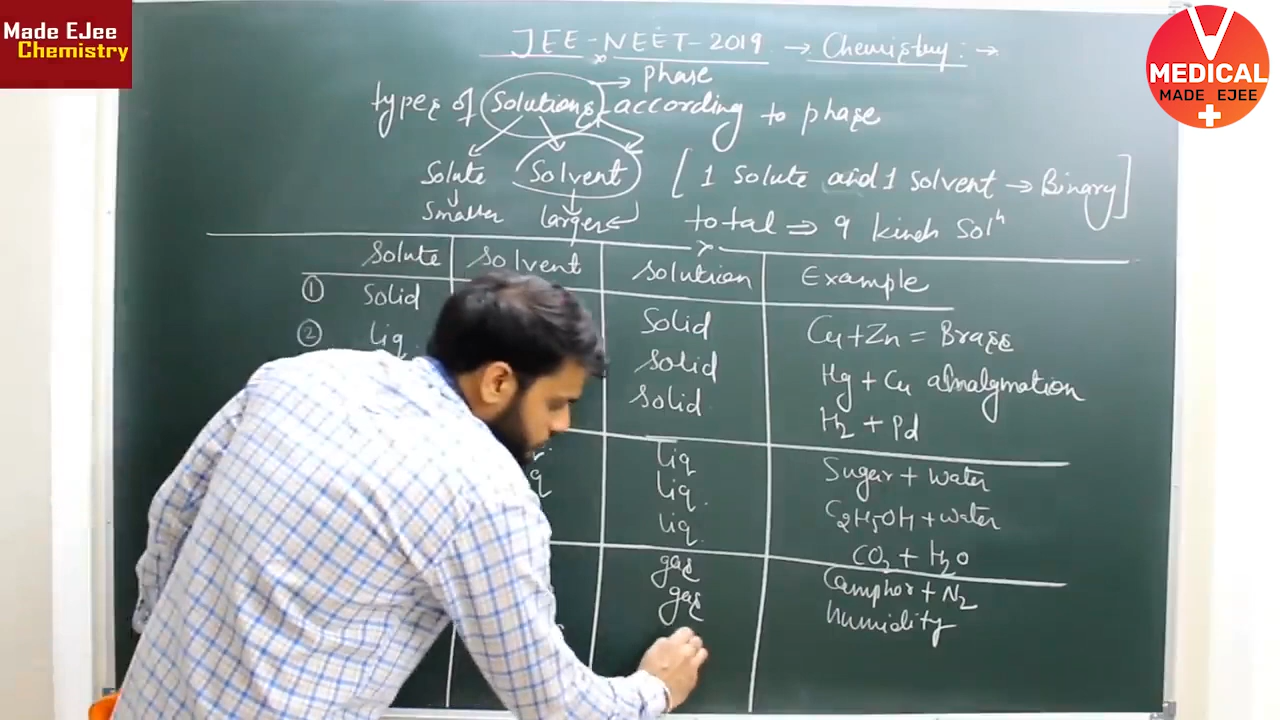 Made EJee
Chemistry
V
MEDICAL
MADE EJEE
JEE-NEET-2019 → Chemistry: →
phase
types of Solutions according to phase
Solute Solvent [1 Solute and 1 Solvent → Binary]
Smaller larger total ⇒ 9 kinds Solⁿ
Solute Solvent Solution Example
① Solid Solid Cu+Zn = Brass
② Liq. Solid Hg + Cu amalgmation
Solid H2 + Pd
Liq Sugar + water
Liq. C2H5OH + water
Liq. CO2 + H2O
gas Camphor + N2
gas humidity